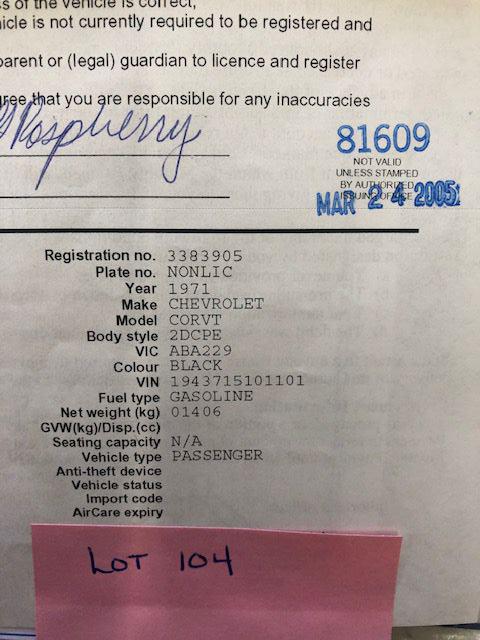 of the vehicle is correct,
icle is not currently required to be registered and
parent or (legal) guardian to licence and register
ree that you are responsible for any inaccuracies
Raspberry
81609
NOT VALID
UNLESS STAMPED
BY AUTHORIZED
ISSUING OFFICE
MAR 24 2005
Registration no. 3383905
Plate no. NONLIC
Year 1971
Make CHEVROLET
Model CORVT
Body style 2DCPE
VIC ABA229
Colour BLACK
VIN 1943715101101
Fuel type GASOLINE
Net weight (kg) 01406
GVW(kg)/Disp.(cc)
Seating capacity N/A
Vehicle type PASSENGER
Anti-theft device
Vehicle status
Import code
AirCare expiry
LOT 104